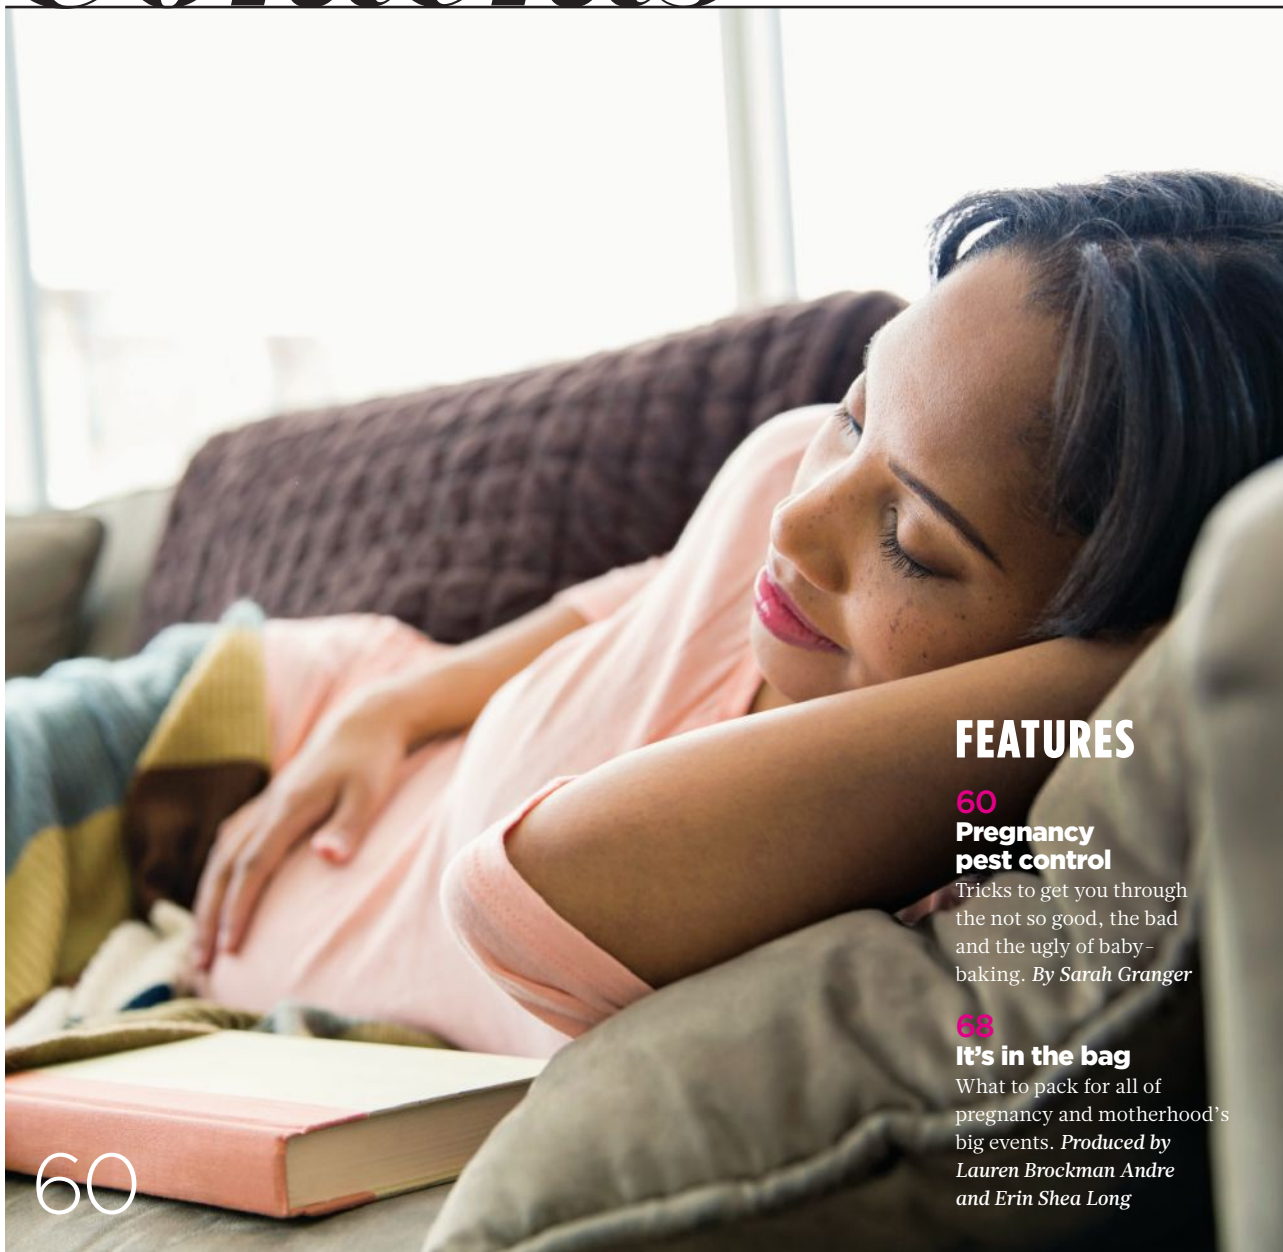 FEATURES
60
Pregnancy
pest control
Tricks to get you through
the not so good, the bad
and the ugly of baby-
baking. By Sarah Granger
68
It’s in the bag
What to pack for all of
pregnancy and motherhood’s
big events. Produced by
Lauren Brockman Andre
and Erin Shea Long
60